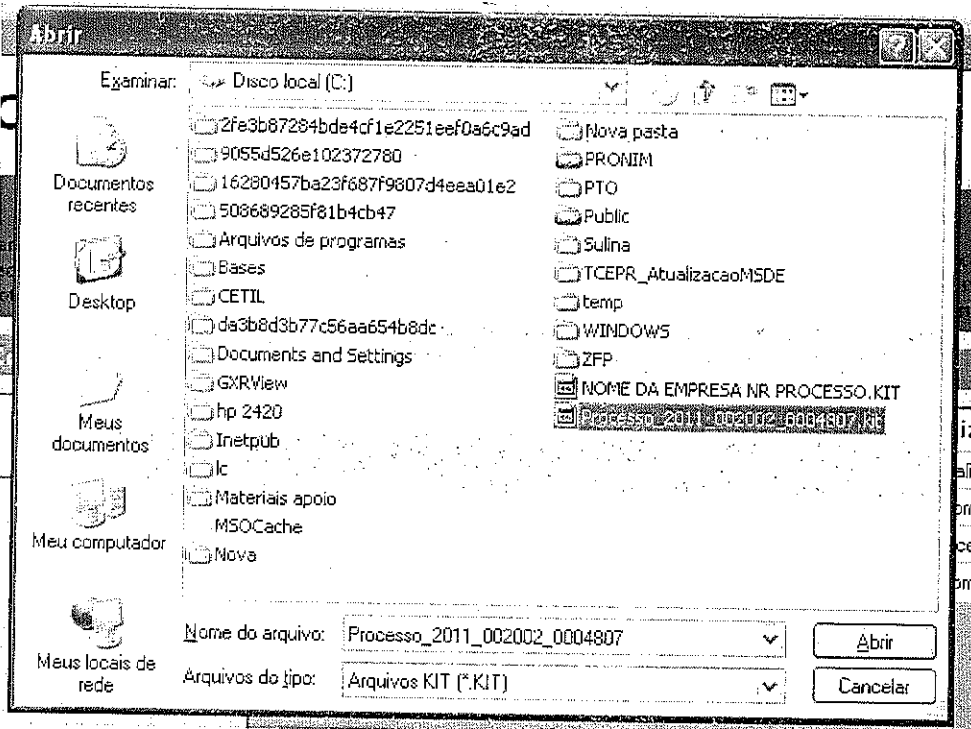 Abrir
Examinar: Disco local (C:)
Documentos
recentes
Desktop
Meus
documentos
Meu computador
Meus locais de
rede
2fe3b87284bde4cf1e2251eef0a6c9ad
9055d526e102372780
16280457ba23f687f9807d4eea01e2
508689285f81b4cb47
Arquivos de programas
Bases
CETIL
da3b8d3b77c56aa654b8dc
Documents and Settings
GXRView
hp 2420
Inetpub
lc
Materiais apoio
MSOCache
Nova
Nova pasta
PRONIM
PTO
Public
Sulina
TCEPR_AtualizacaoMSDE
temp
WINDOWS
ZFP
NOME DA EMPRESA NR PROCESSO.KIT
Processo_2011_002002_0004807.kit
Nome do arquivo: Processo_2011_002002_0004807
Abrir
Arquivos do tipo: Arquivos KIT (*.KIT)
Cancelar